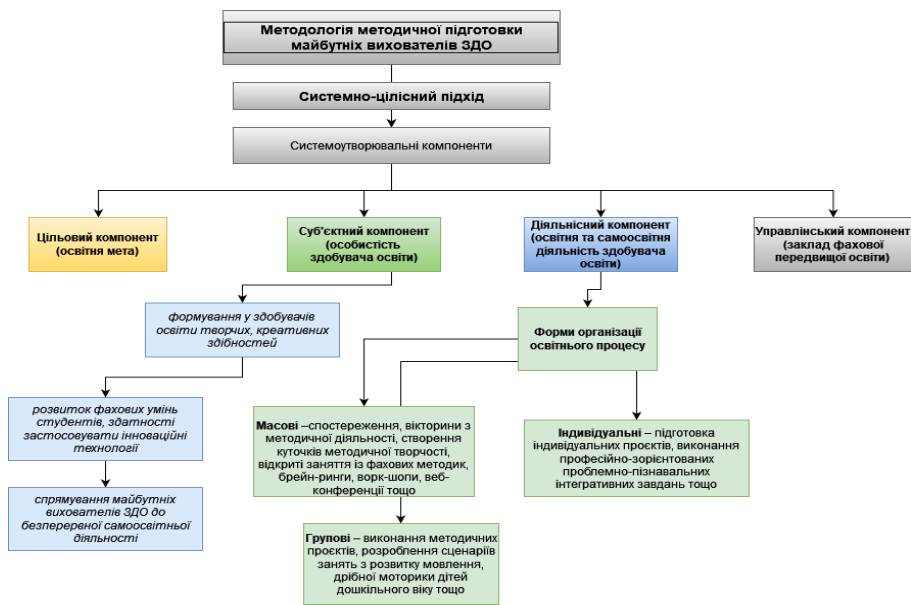 Методологія методичної підготовки
майбутніх вихователів ЗДО
Системно-цілісний підхід
Системоутворювальні компоненти
Цільовий компонент
(освітня мета)
Суб'єктний компонент
(особистість
здобувача освіти)
Діяльнісний компонент
(освітня та самоосвітня
діяльність здобувача
освіти)
Управлінський компонент
(заклад фахової
передвищої освіти)
формування у здобувачів
освіти творчих, креативних
здібностей
розвиток фахових умінь
студентів, здатності
застосовувати інноваційні
технології
спрямування майбутніх
вихователів ЗДО до
безперервної самоосвітньої
діяльності
Форми організації
освітнього процесу
Масові –спостереження, вікторини з
методичної діяльності, створення
куточків методичної творчості,
відкриті заняття із фахових методик,
брейн-ринги, ворк-шопи, веб-
конференції тощо
Групові – виконання методичних
проєктів, розроблення сценаріїв
занять з розвитку мовлення,
дрібної моторики дітей
дошкільного віку тощо
Індивідуальні – підготовка
індивідуальних проєктів, виконання
професійно-зорієнтованих
проблемно-пізнавальних
інтегративних завдань тощо